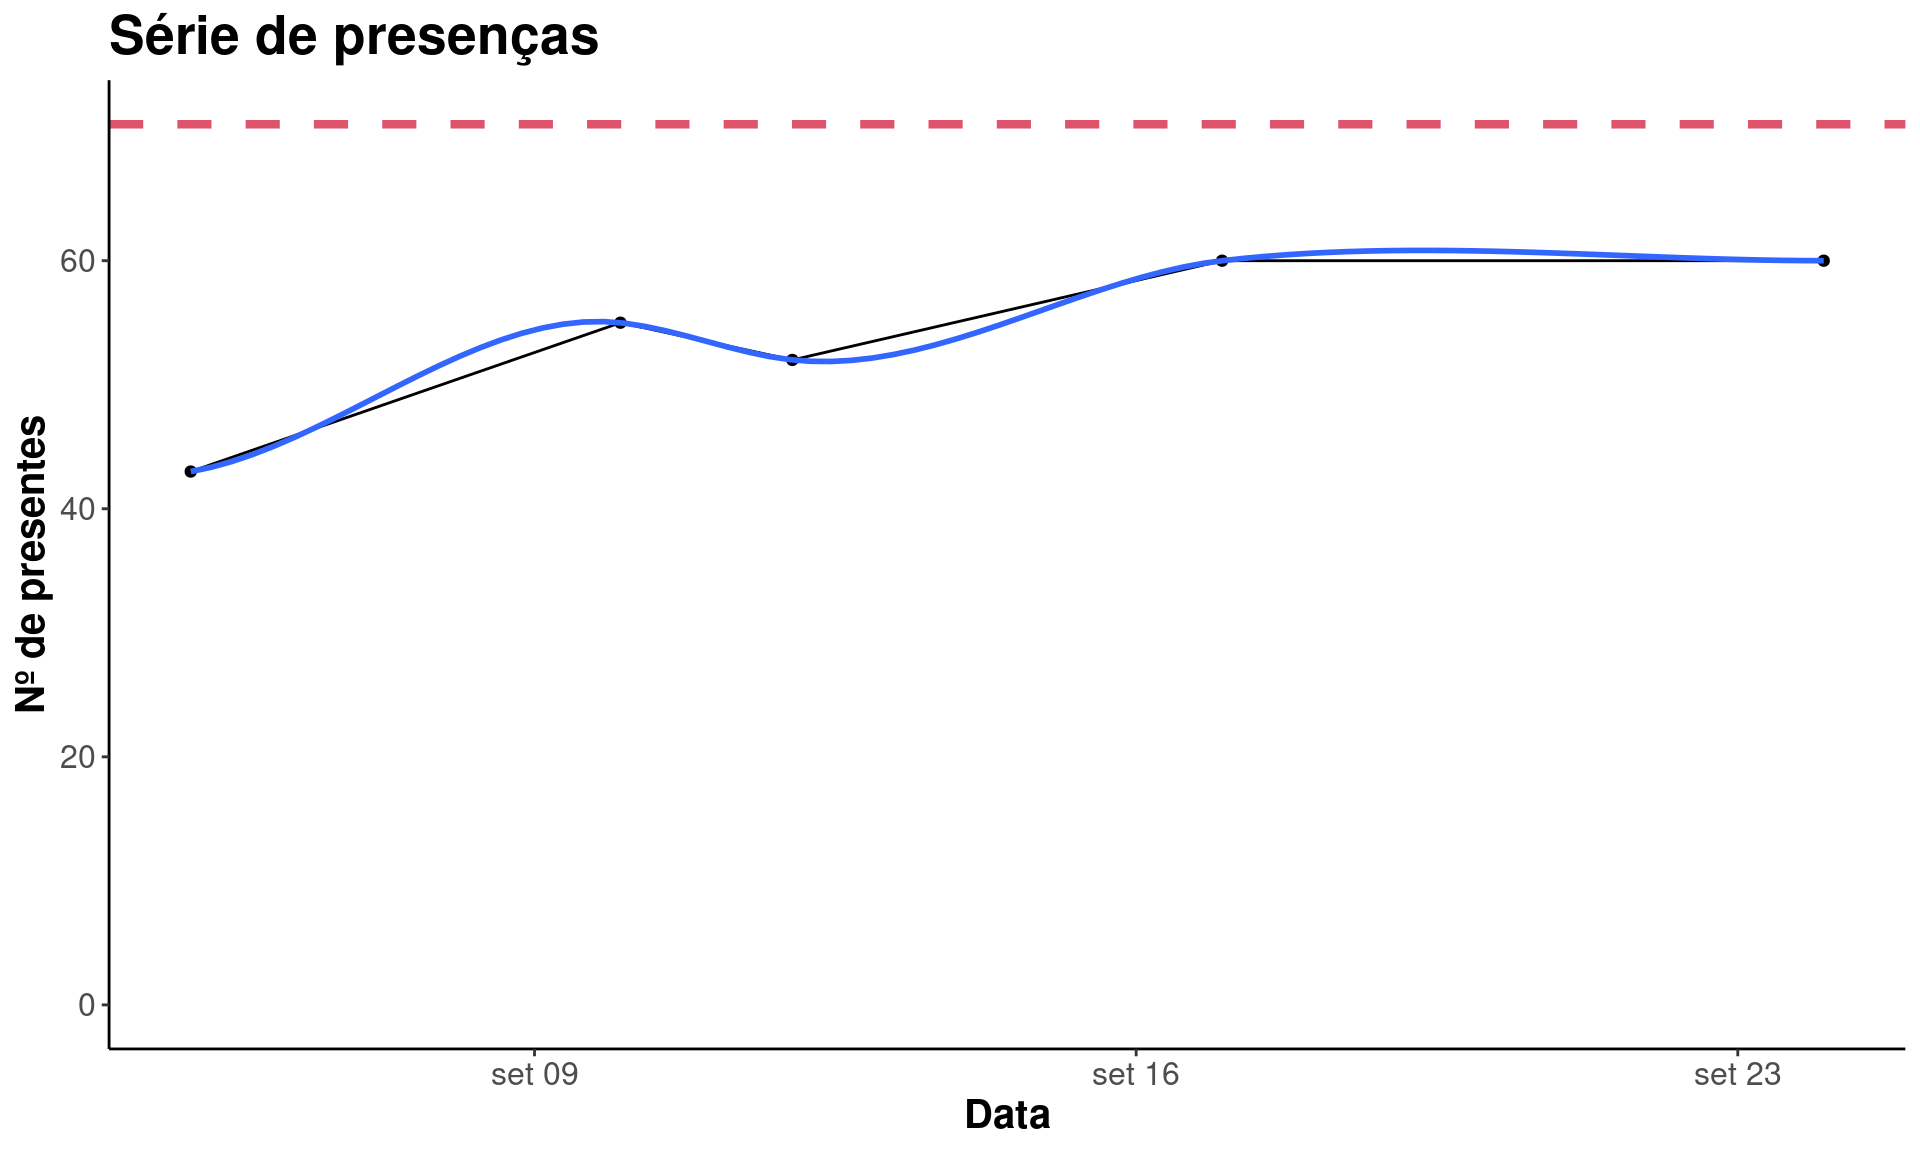 Série de presenças
Nº de presentes
60
40
20
0
set 09
set 16
set 23
Data